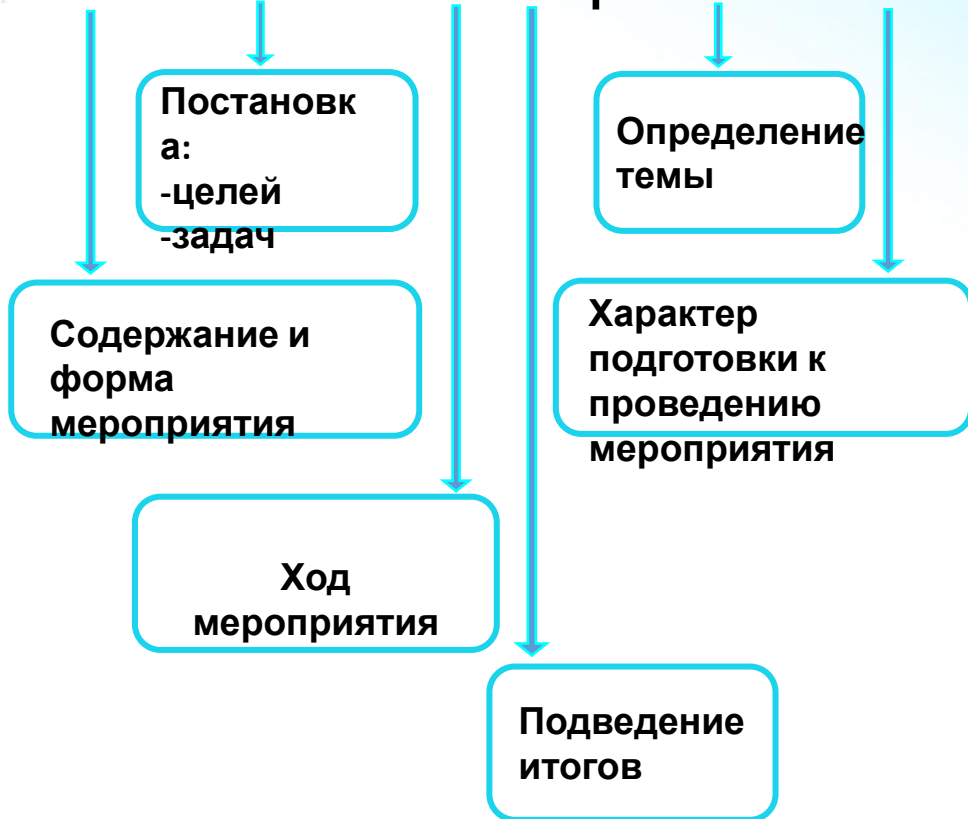 Постановк
а:
-целей
-задач
Определение
темы
Содержание и
форма
мероприятия
Характер
подготовки к
проведению
мероприятия
Ход
мероприятия
Подведение
итогов